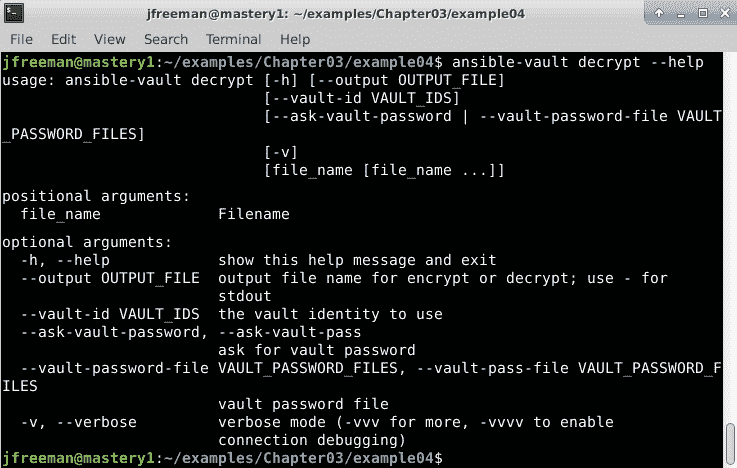 jfreeman@mastery1: ~/examples/Chapter03/example04
File Edit View Search Terminal Help
jfreeman@mastery1:~/examples/Chapter03/example04$ ansible-vault decrypt --help
usage: ansible-vault decrypt [-h] [--output OUTPUT_FILE]
[--vault-id VAULT_IDS]
[--ask-vault-password | --vault-password-file VAULT
_PASSWORD_FILES]
[-v]
[file_name [file_name ...]]
positional arguments:
file_name Filename
optional arguments:
-h, --help show this help message and exit
--output OUTPUT_FILE output file name for encrypt or decrypt; use - for
stdout
--vault-id VAULT_IDS the vault identity to use
--ask-vault-password, --ask-vault-pass
ask for vault password
--vault-password-file VAULT_PASSWORD_FILES, --vault-pass-file VAULT_PASSWORD_F
ILES
vault password file
-v, --verbose verbose mode (-vvv for more, -vvvv to enable
connection debugging)
jfreeman@mastery1:~/examples/Chapter03/example04$